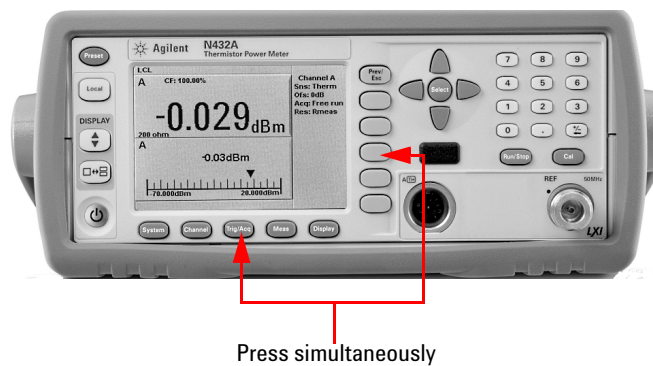 Agilent
N432A
Thermistor Power Meter
Preset
Local
DISPLAY
LCL
A
CF: 100.00%
-0.029dBm
200 ohm
Channel A
Sns: Therm
Ofs: 0dB
Acq: Free run
Res: Rmeas
A
-0.03dBm
-70.000dBm
20.000dBm
Prev/
Esc
Select
7
8
9
4
5
6
1
2
3
0
.
Run/Stop
Cal
REF
50MHz
LXI
System
Channel
Trig/Acq
Meas
Display
Press simultaneously